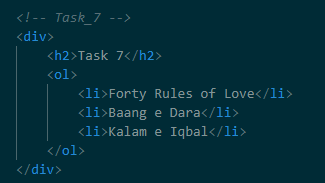 <!-- Task_7 -->
<div>
    <h2>Task 7</h2>
    <ol>
        <li>Forty Rules of Love</li>
        <li>Baang e Dara</li>
        <li>Kalam e Iqbal</li>
    </ol>
</div>